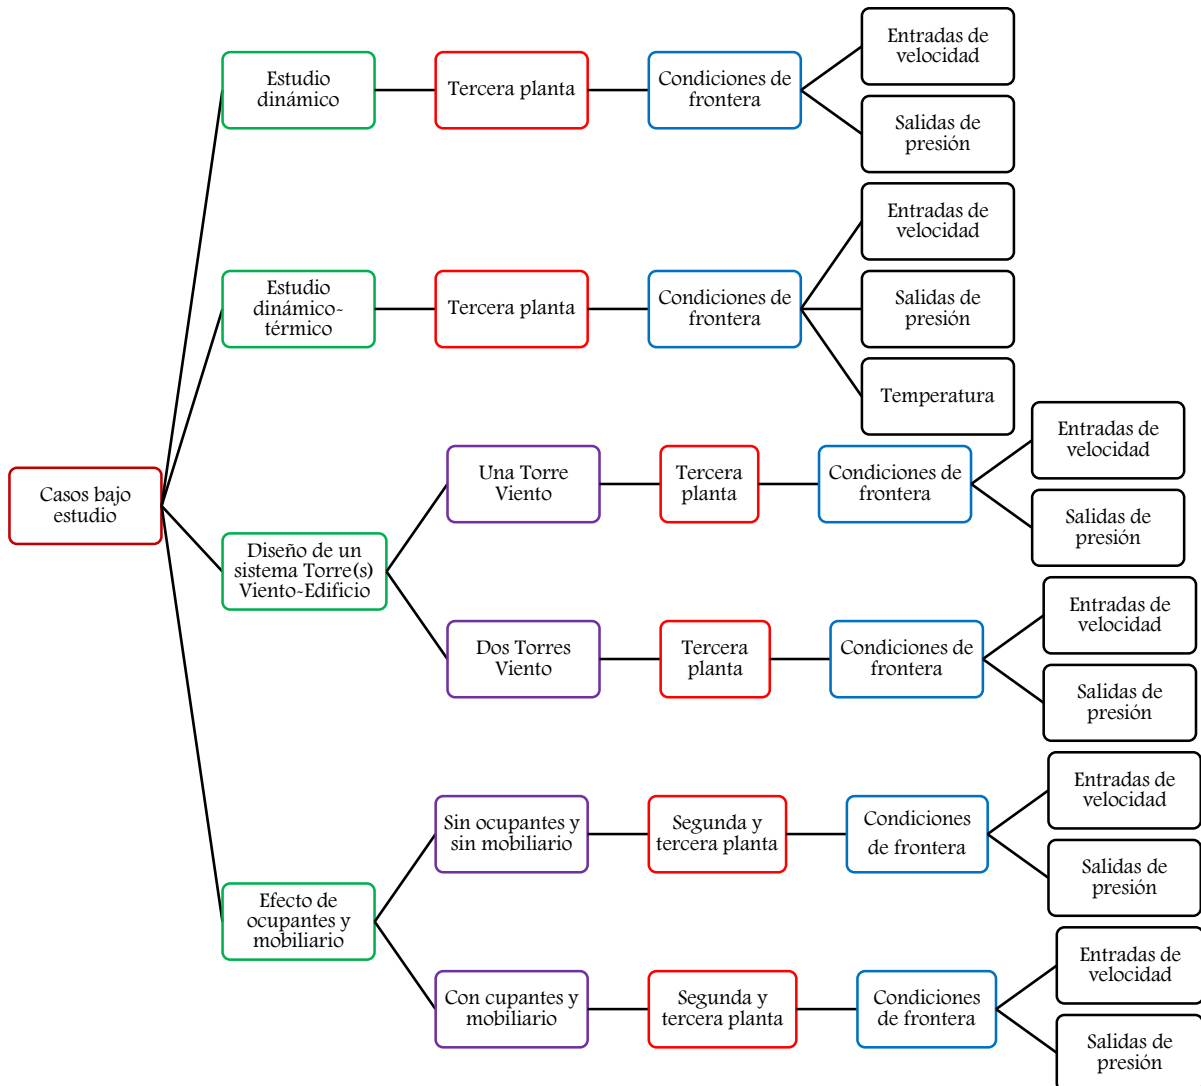 Casos bajo
estudio
Estudio
dinámico
Tercera planta
Condiciones de
frontera
Entradas de
velocidad
Salidas de
presión
Estudio
dinámico-
térmico
Tercera planta
Condiciones de
frontera
Entradas de
velocidad
Salidas de
presión
Temperatura
Diseño de un
sistema Torre(s)
Viento-Edificio
Una Torre
Viento
Tercera
planta
Condiciones de
frontera
Entradas de
velocidad
Salidas de
presión
Dos Torres
Viento
Tercera
planta
Condiciones de
frontera
Entradas de
velocidad
Salidas de
presión
Efecto de
ocupantes y
mobiliario
Sin ocupantes y
sin mobiliario
Segunda y
tercera planta
Condiciones
de frontera
Entradas de
velocidad
Salidas de
presión
Con cupantes y
mobiliario
Segunda y
tercera planta
Condiciones
de frontera
Entradas de
velocidad
Salidas de
presión